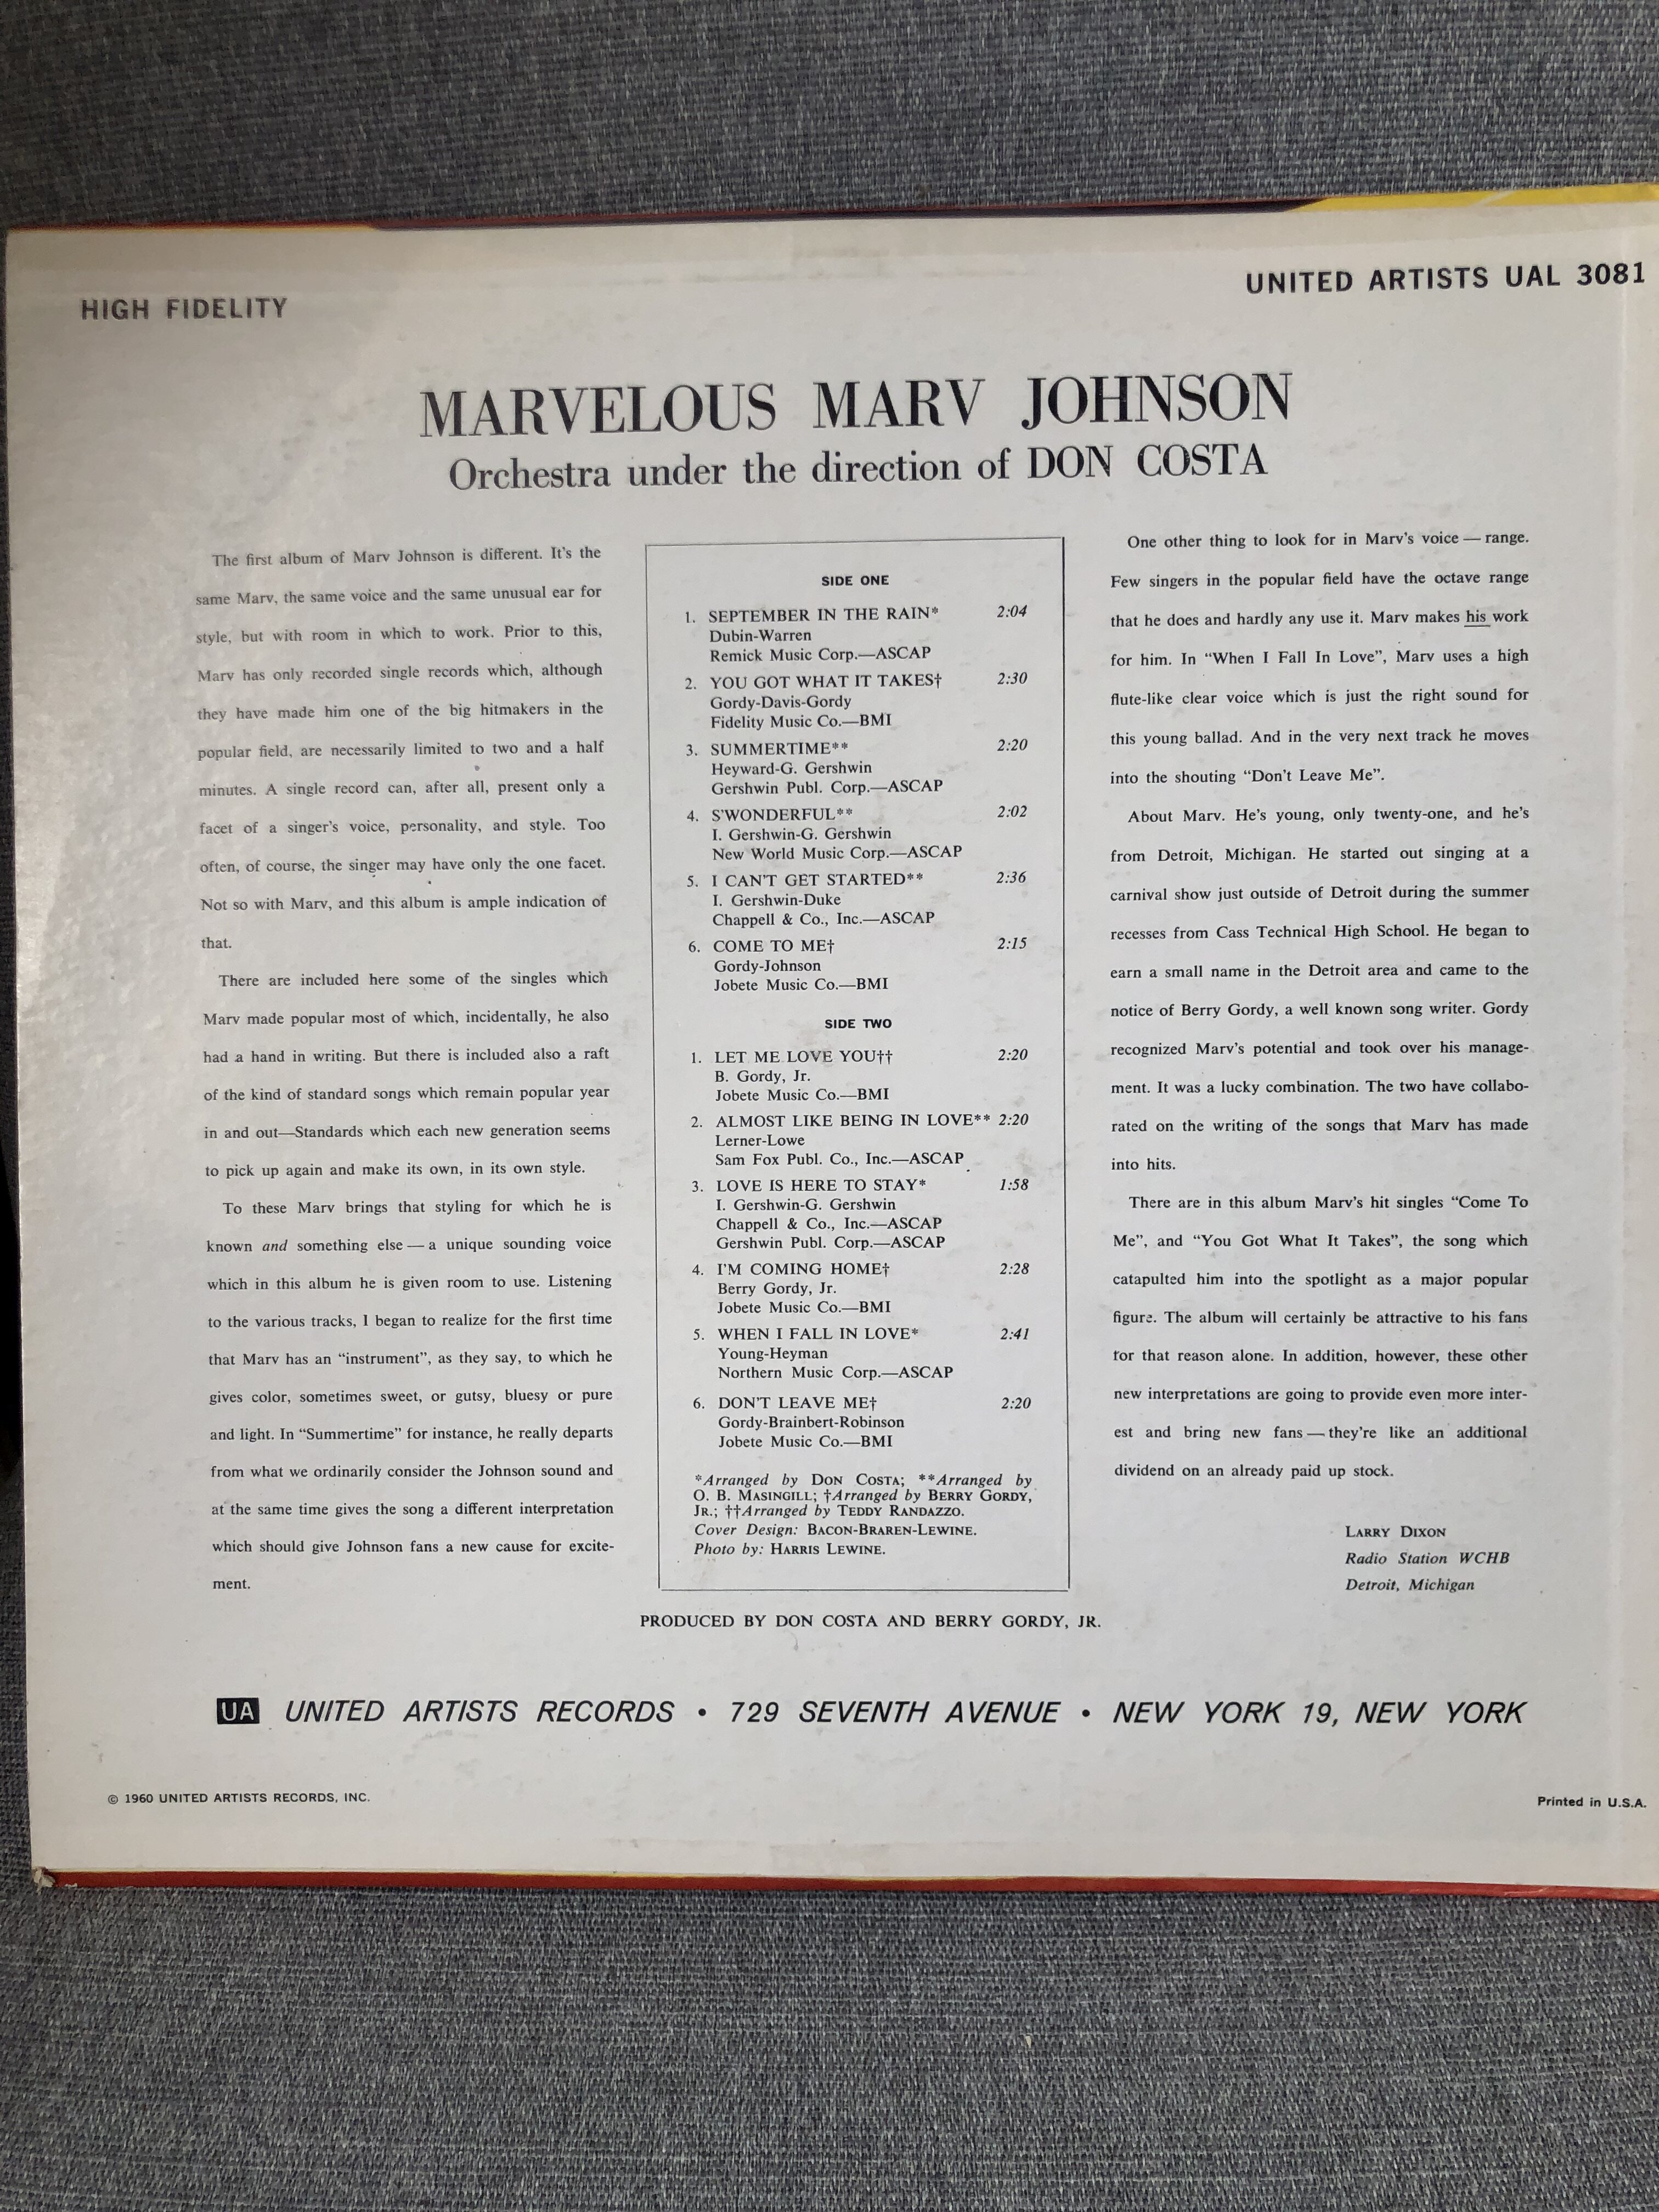 HIGH FIDELITY
UNITED ARTISTS UAL 3081
MARVELOUS MARV JOHNSON
Orchestra under the direction of DON COSTA
The first album of Marv Johnson is different. It's the
same Marv, the same voice and the same unusual ear for
style, but with room in which to work. Prior to this,
Marv has only recorded single records which, although
they have made him one of the big hitmakers in the
popular field, are necessarily limited to two and a half
minutes. A single record can, after all, present only a
facet of a singer's voice, personality, and style. Too
often, of course, the singer may have only the one facet.
Not so with Marv, and this album is ample indication of
that.
There are included here some of the singles which
Marv made popular most of which, incidentally, he also
had a hand in writing. But there is included also a raft
of the kind of standard songs which remain popular year
in and out—Standards which each new generation seems
to pick up again and make its own, in its own style.
To these Marv brings that styling for which he is
known and something else — a unique sounding voice
which in this album he is given room to use. Listening
to the various tracks, I began to realize for the first time
that Marv has an “instrument”, as they say, to which he
gives color, sometimes sweet, or gutsy, bluesy or pure
and light. In “Summertime” for instance, he really departs
from what we ordinarily consider the Johnson sound and
at the same time gives the song a different interpretation
which should give Johnson fans a new cause for excite-
ment.
SIDE ONE
1. SEPTEMBER IN THE RAIN* 2:04
Dubin-Warren
Remick Music Corp.—ASCAP
2. YOU GOT WHAT IT TAKES† 2:30
Gordy-Davis-Gordy
Fidelity Music Co.—BMI
3. SUMMERTIME** 2:20
Heyward-G. Gershwin
Gershwin Publ. Corp.—ASCAP
4. S'WONDERFUL** 2:02
I. Gershwin-G. Gershwin
New World Music Corp.—ASCAP
5. I CAN'T GET STARTED** 2:36
I. Gershwin-Duke
Chappell & Co., Inc.—ASCAP
6. COME TO ME† 2:15
Gordy-Johnson
Jobete Music Co.—BMI
SIDE TWO
1. LET ME LOVE YOU†† 2:20
B. Gordy, Jr.
Jobete Music Co.—BMI
2. ALMOST LIKE BEING IN LOVE** 2:20
Lerner-Lowe
Sam Fox Publ. Co., Inc.—ASCAP
3. LOVE IS HERE TO STAY* 1:58
I. Gershwin-G. Gershwin
Chappell & Co., Inc.—ASCAP
Gershwin Publ. Corp.—ASCAP
4. I'M COMING HOME† 2:28
Berry Gordy, Jr.
Jobete Music Co.—BMI
5. WHEN I FALL IN LOVE* 2:41
Young-Heyman
Northern Music Corp.—ASCAP
6. DON'T LEAVE ME† 2:20
Gordy-Brainbert-Robinson
Jobete Music Co.—BMI
*Arranged by DON COSTA; **Arranged by
O. B. MASINGILL; †Arranged by BERRY GORDY,
JR.; ††Arranged by TEDDY RANDAZZO.
Cover Design: BACON-BRAREN-LEWINE.
Photo by: HARRIS LEWINE.
One other thing to look for in Marv's voice — range.
Few singers in the popular field have the octave range
that he does and hardly any use it. Marv makes his work
for him. In “When I Fall In Love”, Marv uses a high
flute-like clear voice which is just the right sound for
this young ballad. And in the very next track he moves
into the shouting “Don't Leave Me”.
About Marv. He's young, only twenty-one, and he's
from Detroit, Michigan. He started out singing at a
carnival show just outside of Detroit during the summer
recesses from Cass Technical High School. He began to
earn a small name in the Detroit area and came to the
notice of Berry Gordy, a well known song writer. Gordy
recognized Marv's potential and took over his manage-
ment. It was a lucky combination. The two have collabo-
rated on the writing of the songs that Marv has made
into hits.
There are in this album Marv's hit singles “Come To
Me”, and “You Got What It Takes”, the song which
catapulted him into the spotlight as a major popular
figure. The album will certainly be attractive to his fans
for that reason alone. In addition, however, these other
new interpretations are going to provide even more inter-
est and bring new fans — they're like an additional
dividend on an already paid up stock.
LARRY DIXON
Radio Station WCHB
Detroit, Michigan
PRODUCED BY DON COSTA AND BERRY GORDY, JR.
UA UNITED ARTISTS RECORDS • 729 SEVENTH AVENUE • NEW YORK 19, NEW YORK
© 1960 UNITED ARTISTS RECORDS, INC.
Printed in U.S.A.